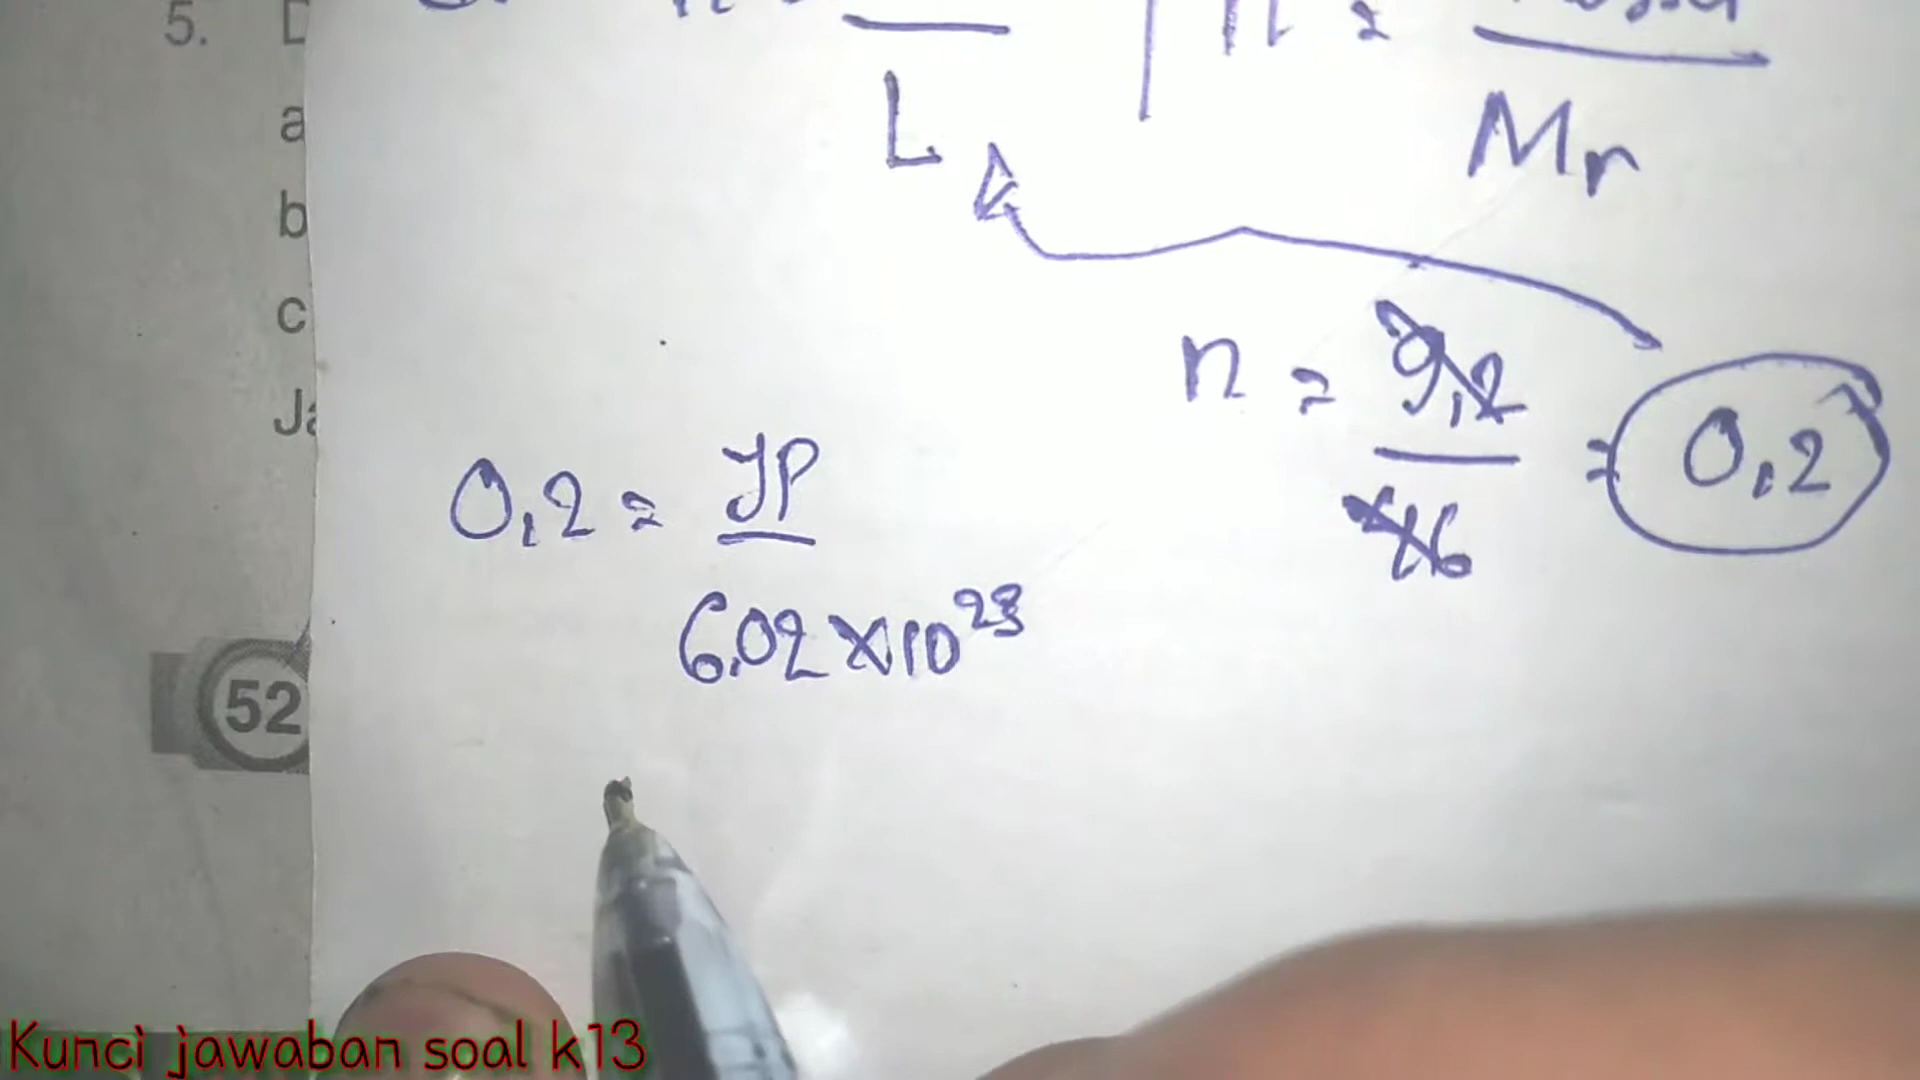 5.
a
b
c
Ja
52
L
Mr
n = 9,2 / 46 = 0,2
0,2 = JP / 6,02 x 10²³
Kunci jawaban soal k13